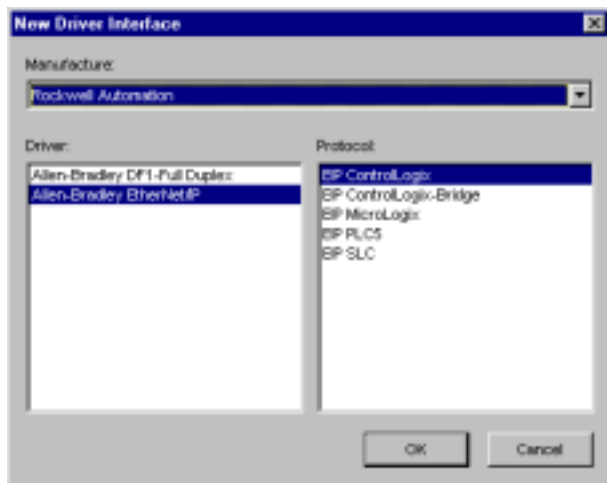 New Driver Interface
Manufacture:
Rockwell Automation
Driver:
Allen-Bradley DF1-Full Duplex
Allen-Bradley EtherNet/IP
Protocol:
EIP ControlLogix
EIP ControlLogix-Bridge
EIP MicroLogix
EIP PLC5
EIP SLC
OK
Cancel